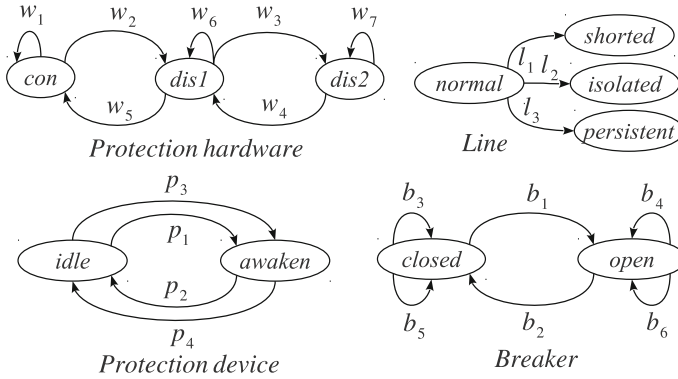 w1 w2 w6 w3 w7
con dis1 dis2
w5 w4
Protection hardware
shorted
l1 l2
normal isolated
l3
persistent
Line
p3
p1
idle awaken
p2
p4
Protection device
b3 b1 b4
closed open
b5 b2 b6
Breaker